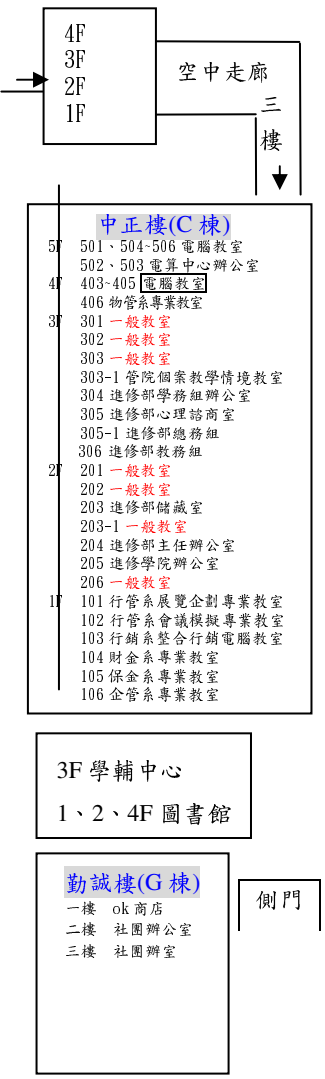 4F
3F
2F
1F
空中走廊
三
樓
中正樓(C 棟)
5F 501、504~506 電腦教室
502、503 電算中心辦公室
4F 403~405 電腦教室
406 物管系專業教室
3F 301 一般教室
302 一般教室
303 一般教室
303-1 管院個案教學情境教室
304 進修部學務組辦公室
305 進修部心理諮商室
305-1 進修部總務組
306 進修部教務組
2F 201 一般教室
202 一般教室
203 進修部儲藏室
203-1 一般教室
204 進修部主任辦公室
205 進修學院辦公室
206 一般教室
1F 101 行管系展覽企劃專業教室
102 行管系會議模擬專業教室
103 行銷系整合行銷電腦教室
104 財金系專業教室
105 保金系專業教室
106 企管系專業教室
3F 學輔中心
1、2、4F 圖書館
勤誠樓(G 棟)
一樓 ok 商店
二樓 社團辦公室
三樓 社團辦室
側門